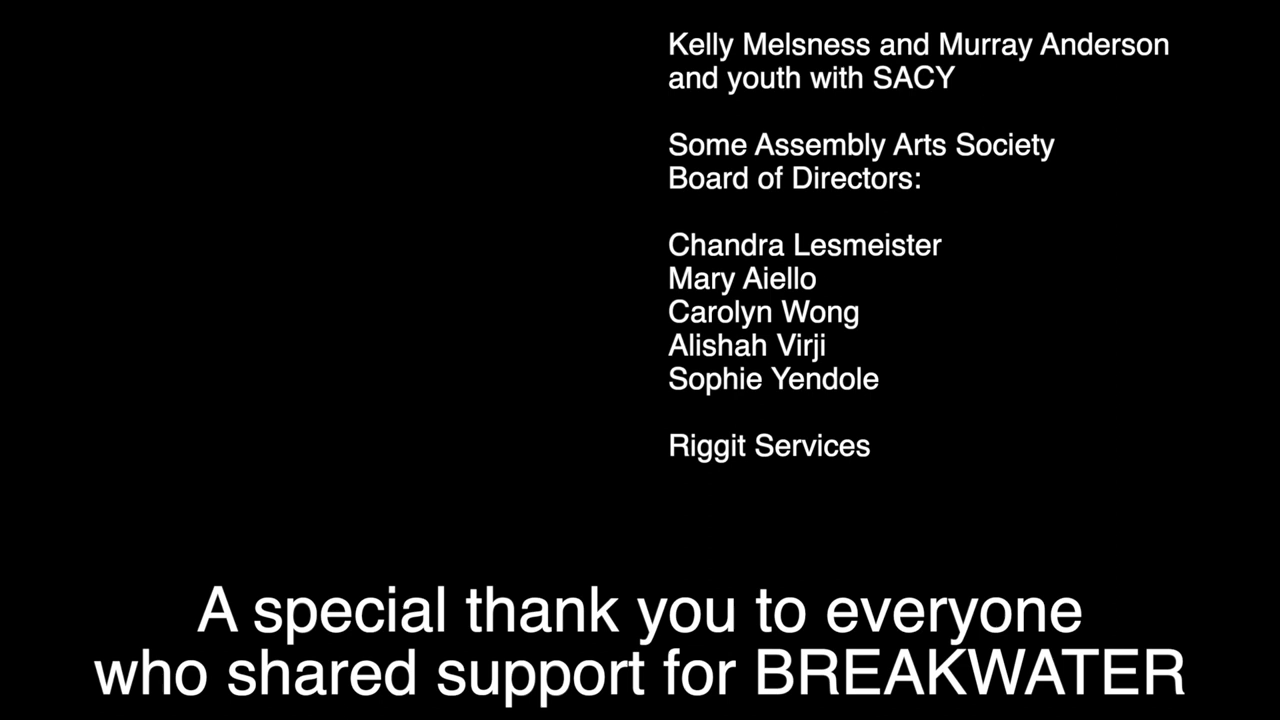 Kelly Melsness and Murray Anderson
and youth with SACY
Some Assembly Arts Society
Board of Directors:
Chandra Lesmeister
Mary Aiello
Carolyn Wong
Alishah Virji
Sophie Yendole
Riggit Services
A special thank you to everyone
who shared support for BREAKWATER